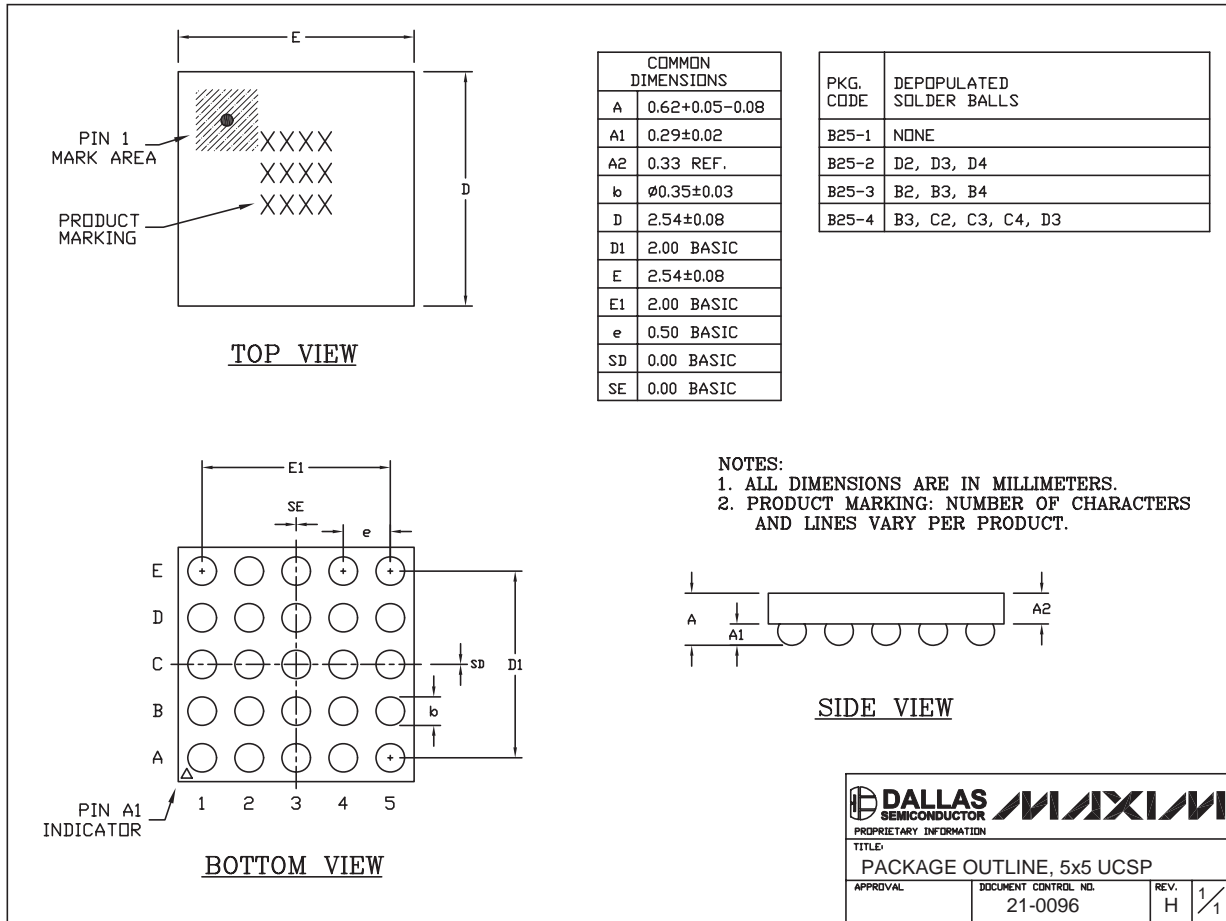 E
D
PIN 1
MARK AREA
XXXX
XXXX
XXXX
PRODUCT
MARKING
TOP VIEW
COMMON
DIMENSIONS
A 0.62+0.05-0.08
A1 0.29±0.02
A2 0.33 REF.
b ø0.35±0.03
D 2.54±0.08
D1 2.00 BASIC
E 2.54±0.08
E1 2.00 BASIC
e 0.50 BASIC
SD 0.00 BASIC
SE 0.00 BASIC
PKG. DEPOPULATED
CODE SOLDER BALLS
B25-1 NONE
B25-2 D2, D3, D4
B25-3 B2, B3, B4
B25-4 B3, C2, C3, C4, D3
E1
SE
e
E
D
C
B
A
SD
D1
b
1 2 3 4 5
PIN A1
INDICATOR
BOTTOM VIEW
NOTES:
1. ALL DIMENSIONS ARE IN MILLIMETERS.
2. PRODUCT MARKING: NUMBER OF CHARACTERS
AND LINES VARY PER PRODUCT.
A
A1
A2
SIDE VIEW
DALLAS
SEMICONDUCTOR
MAXIM
PROPRIETARY INFORMATION
TITLE:
PACKAGE OUTLINE, 5x5 UCSP
APPROVAL
DOCUMENT CONTROL NO.
21-0096
REV.
H
1/1